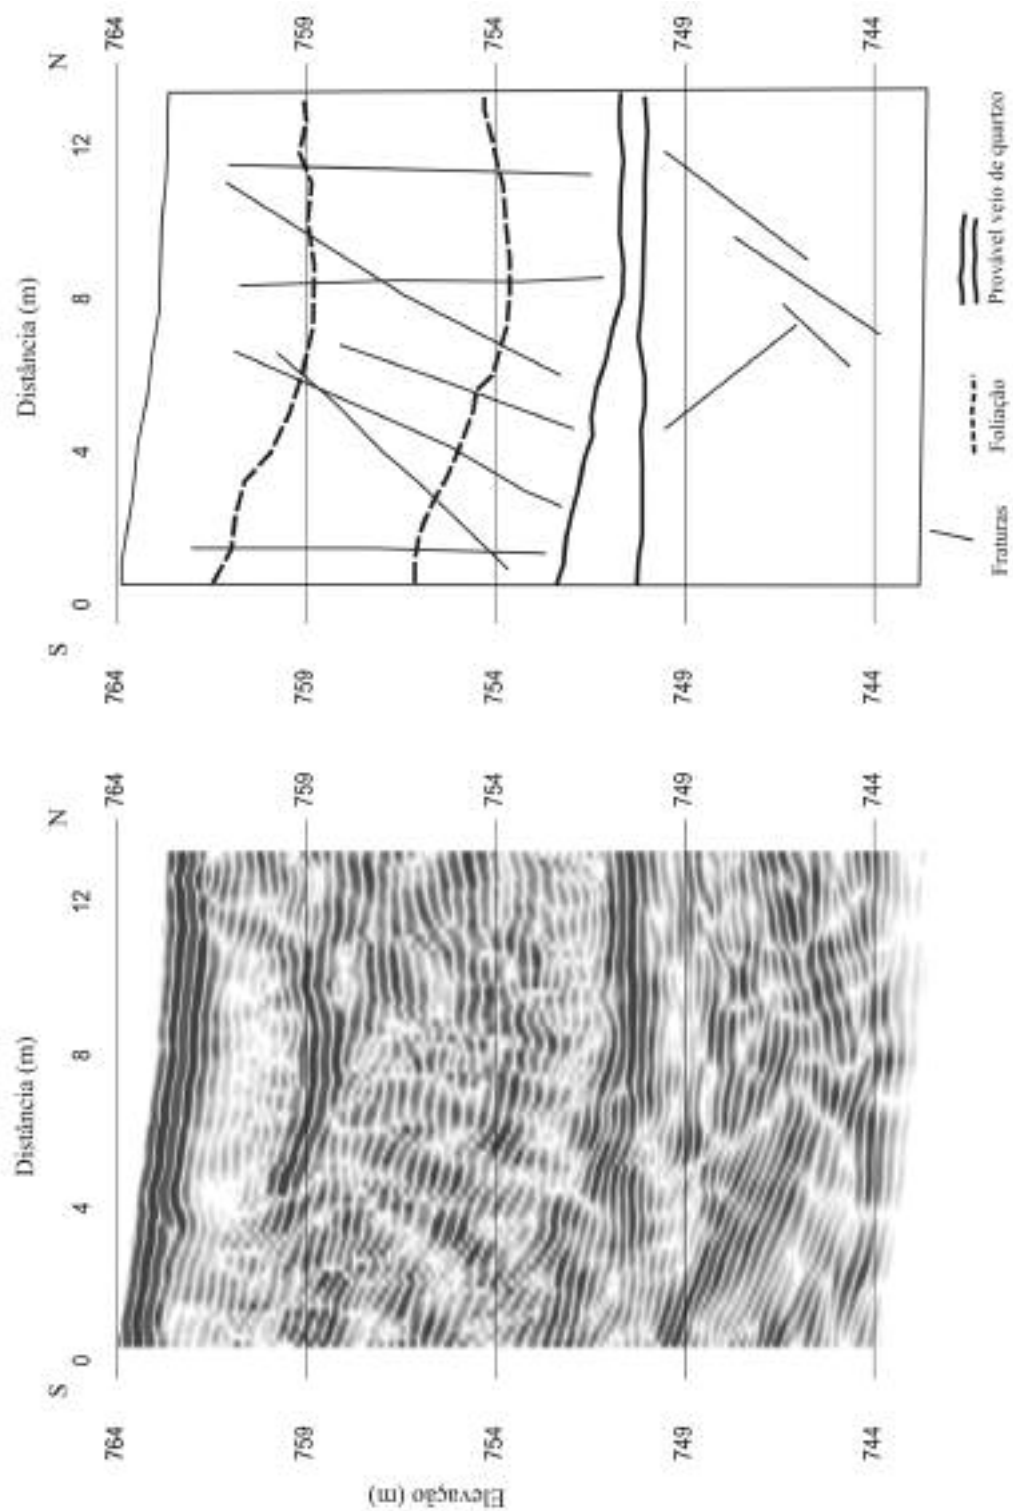 Distância (m) Distância (m)
S N S N
0 4 8 12 0 4 8 12
764 764 764 764
759 759 759 759
754 754 754 754
749 749 749 749
744 744 744 744
Elevação (m)
Fraturas Foliação Provável veio de quartzo